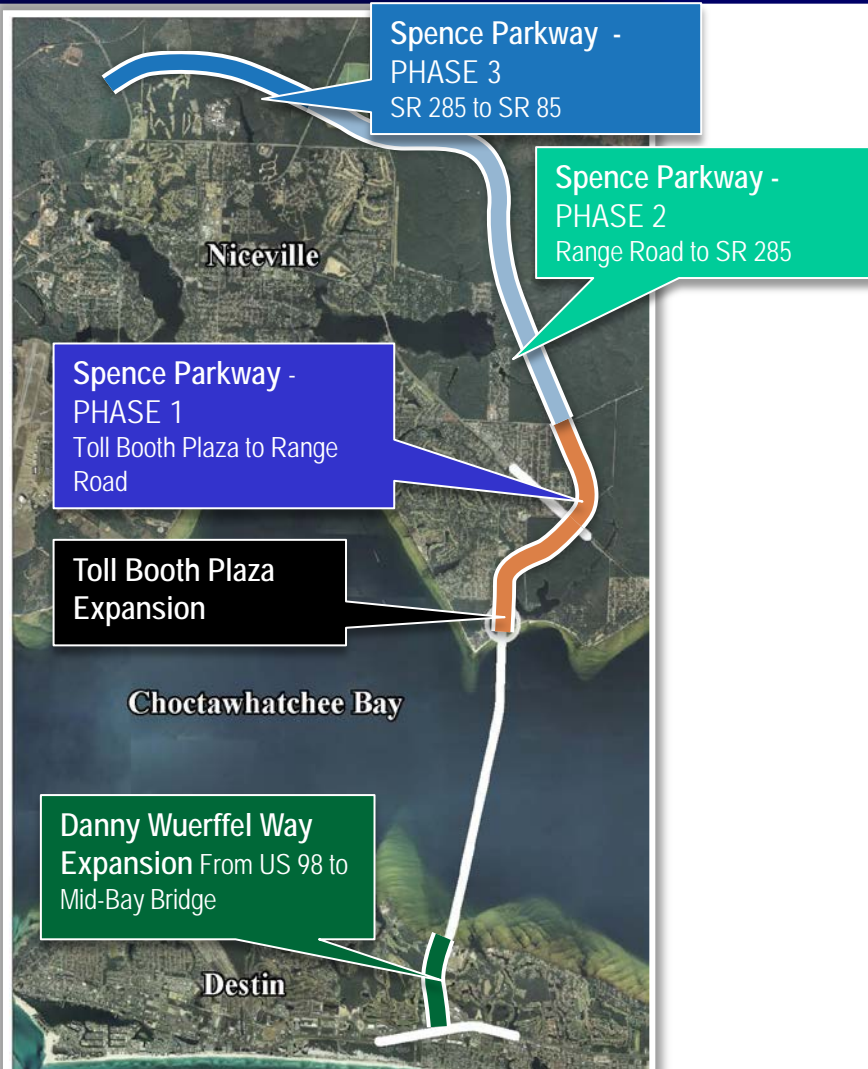 Spence Parkway -
PHASE 3
SR 285 to SR 85
Spence Parkway -
PHASE 2
Range Road to SR 285
Niceville
Spence Parkway -
PHASE 1
Toll Booth Plaza to Range
Road
Toll Booth Plaza
Expansion
Choctawhatchee Bay
Danny Wuerffel Way
Expansion From US 98 to
Mid-Bay Bridge
Destin